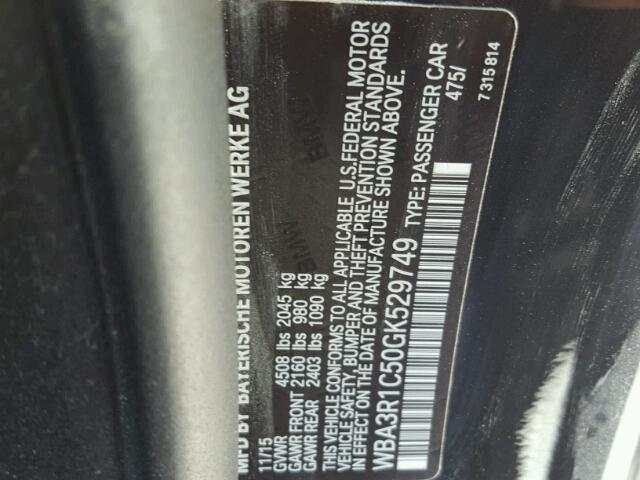 MFD BY BAYERISCHE MOTOREN WERKE AG
11/15
GVWR 4508 lbs 2045 kg
GAWR FRONT 2160 lbs 980 kg
GAWR REAR 2403 lbs 1090 kg
THIS VEHICLE CONFORMS TO ALL APPLICABLE U.S.FEDERAL MOTOR
VEHICLE SAFETY, BUMPER AND THEFT PREVENTION STANDARDS
IN EFFECT ON THE DATE OF MANUFACTURE SHOWN ABOVE.
WBA3R1C50GK529749 TYPE: PASSENGER CAR
475/
7 315 814
BMW
BMW